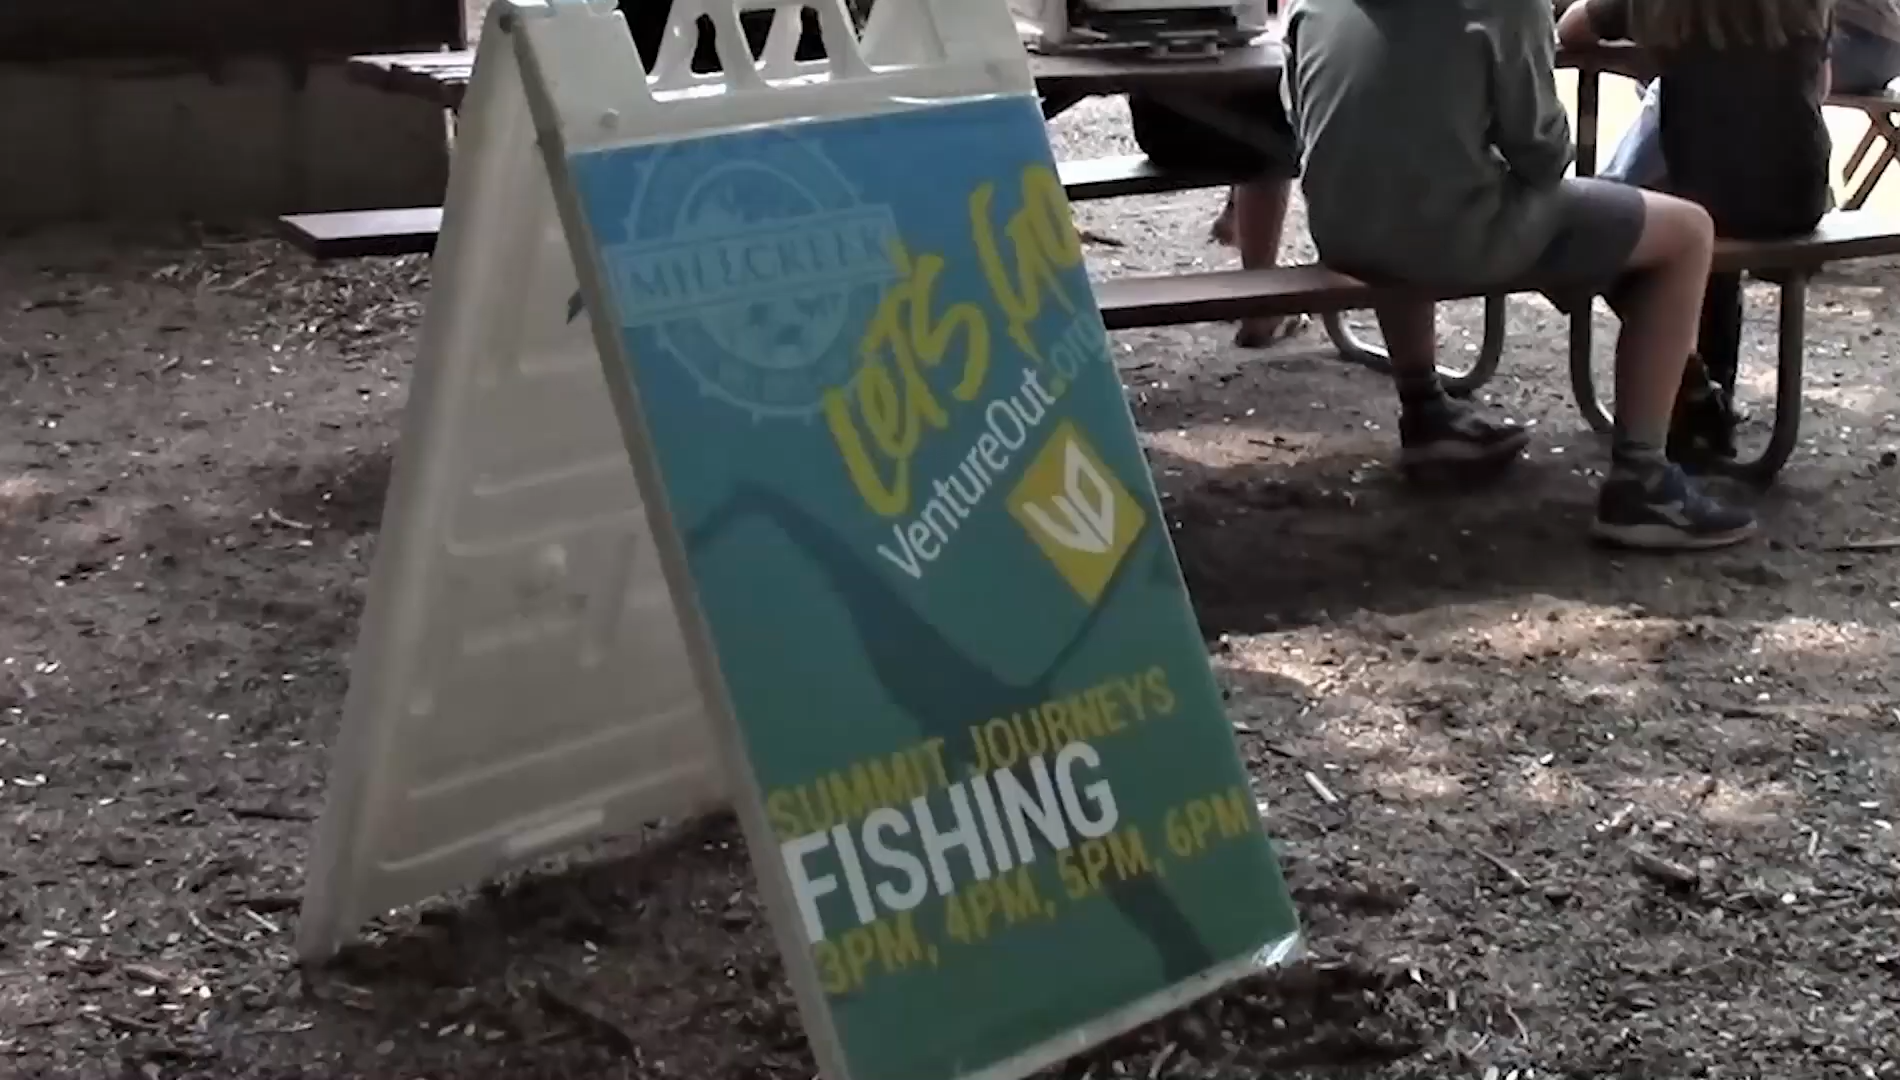 MILLCREEK
LET'S GO
VentureOut.org
VO
SUMMIT JOURNEYS
FISHING
3PM, 4PM, 5PM, 6PM